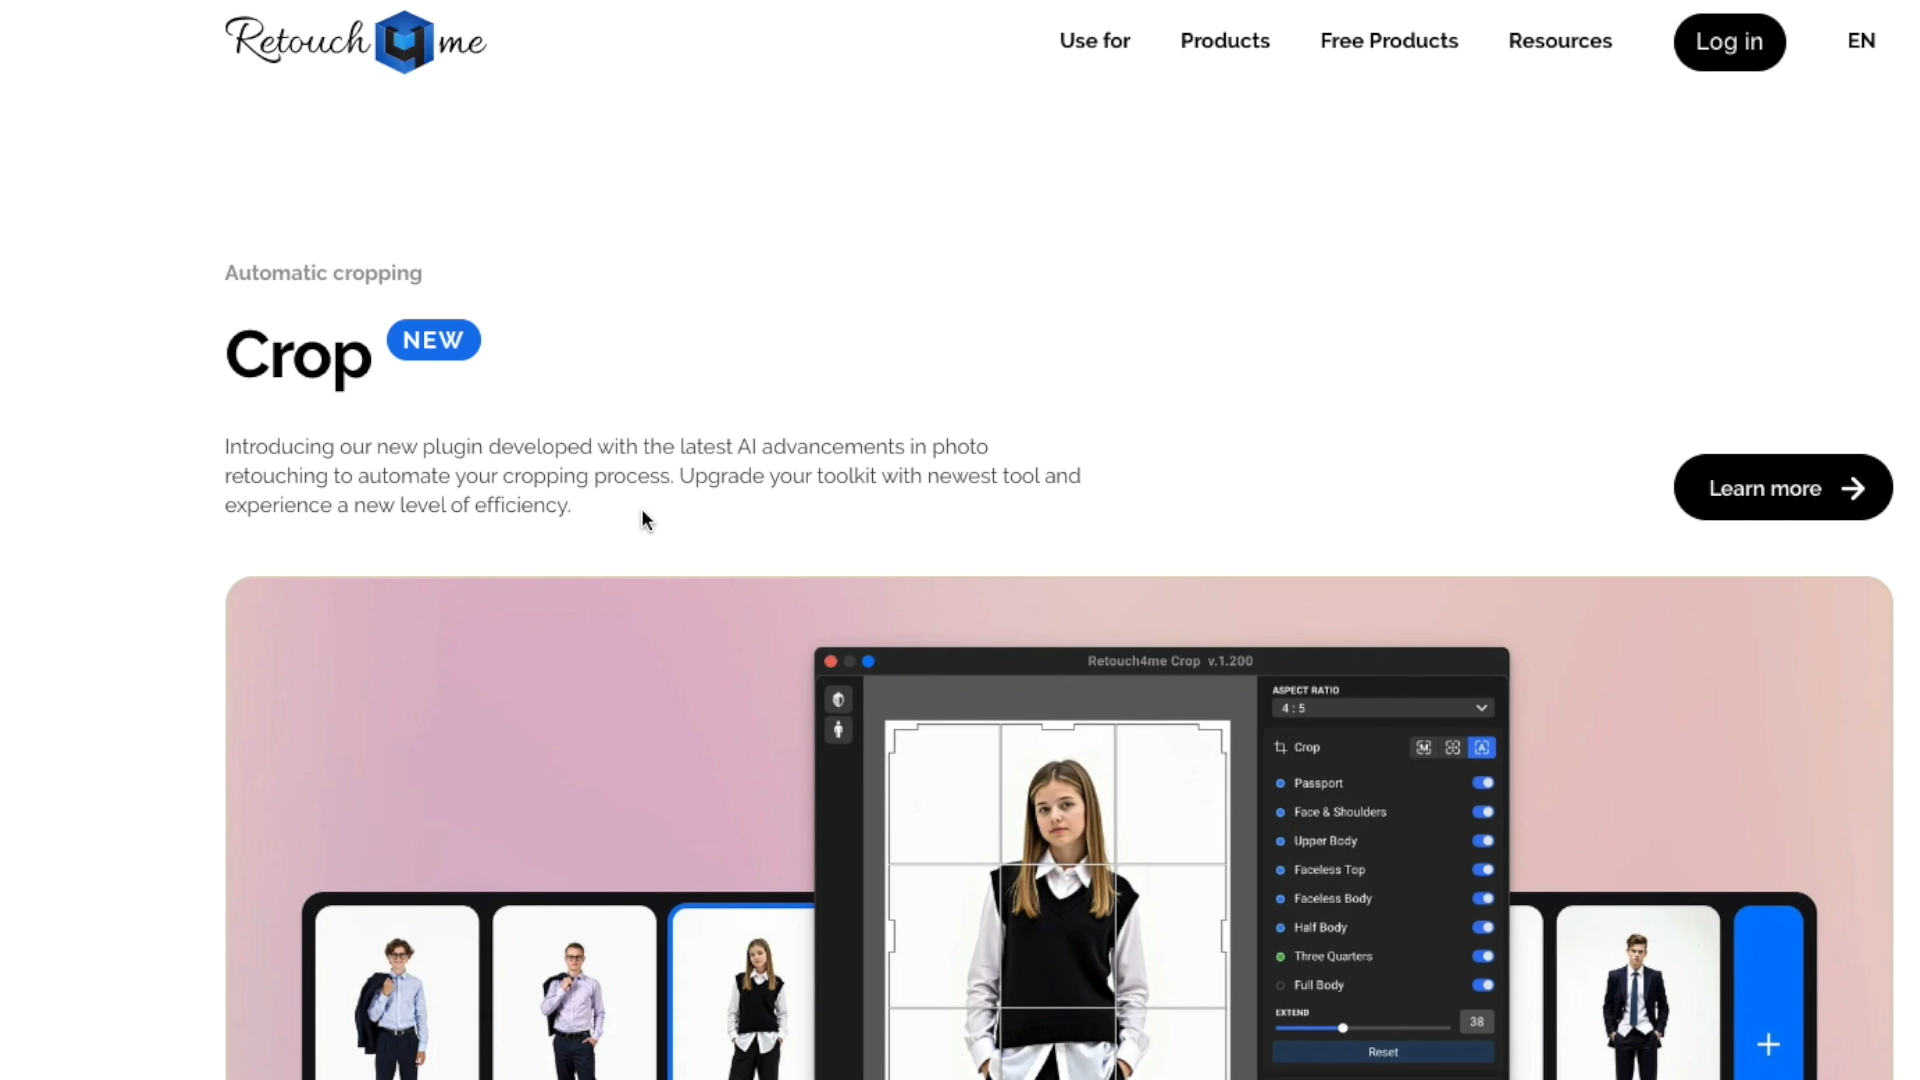 Retouch4me
Use for
Products
Free Products
Resources
Log in
EN
Automatic cropping
Crop
NEW
Introducing our new plugin developed with the latest AI advancements in photo
retouching to automate your cropping process. Upgrade your toolkit with newest tool and
experience a new level of efficiency.
Learn more
Retouch4me Crop v.1.200
ASPECT RATIO
4 : 5
Crop
M
A
Passport
Face & Shoulders
Upper Body
Faceless Top
Faceless Body
Half Body
Three Quarters
Full Body
EXTEND
38
Reset